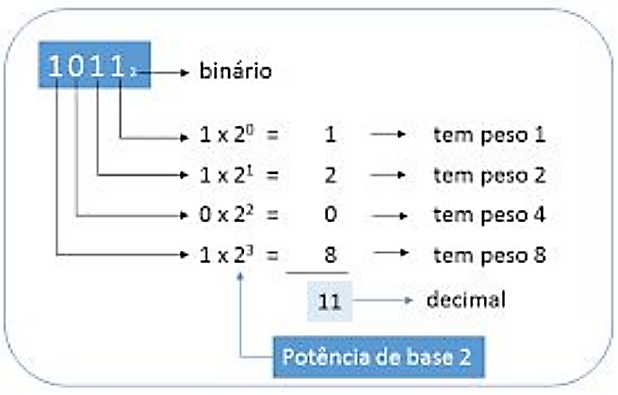 1011₂ → binário
1 x 2⁰ = 1 → tem peso 1
1 x 2¹ = 2 → tem peso 2
0 x 2² = 0 → tem peso 4
1 x 2³ = 8 → tem peso 8
11 → decimal
Potência de base 2